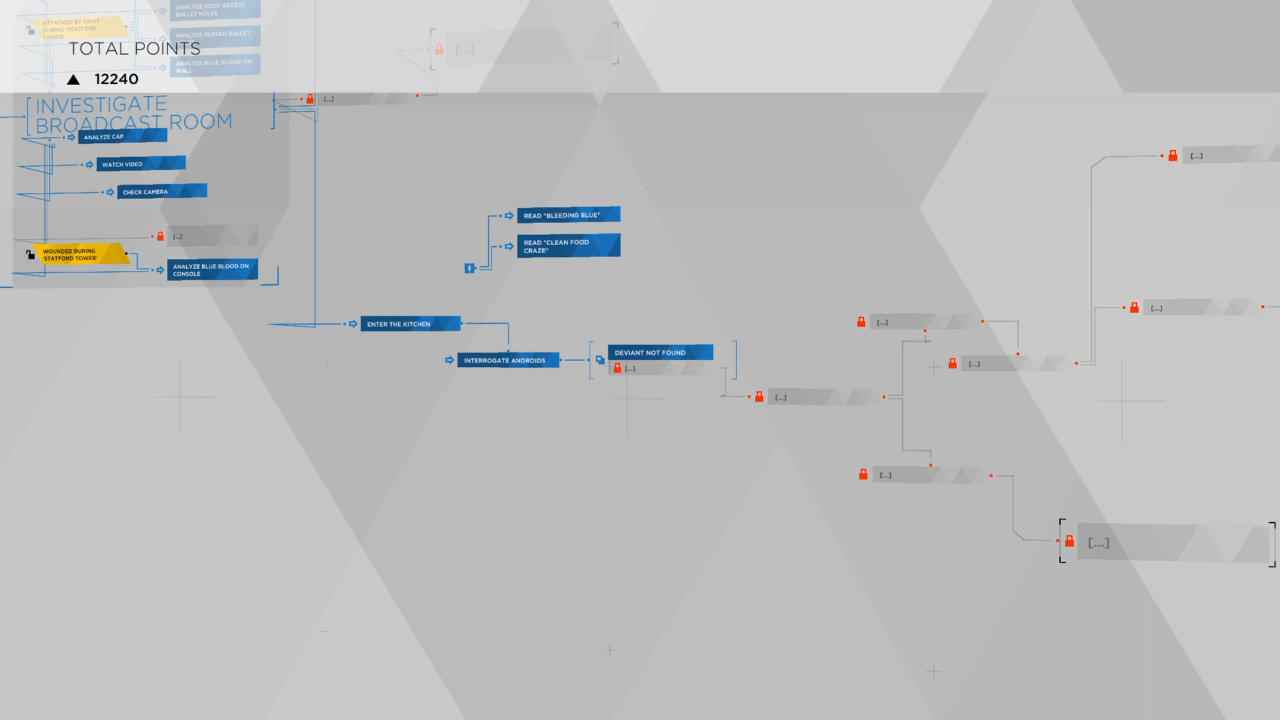 ANALYZE ROOF ACCESS
BULLET HOLES
ATTACKED BY SWAT
DURING 'STATFORD
TOWER'
ANALYZE SCREEN BULLET
ANALYZE BLUE BLOOD ON
WALL
[...]
TOTAL POINTS
12240
INVESTIGATE
BROADCAST ROOM
[...]
ANALYZE CAP
WATCH VIDEO
CHECK CAMERA
[...]
WOUNDED DURING
'STATFORD TOWER'
ANALYZE BLUE BLOOD ON
CONSOLE
READ "BLEEDING BLUE"
READ "CLEAN FOOD
CRAZE"
ENTER THE KITCHEN
INTERROGATE ANDROIDS
DEVIANT NOT FOUND
[...]
[...]
[...]
[...]
[...]
[...]
[...]
[...]